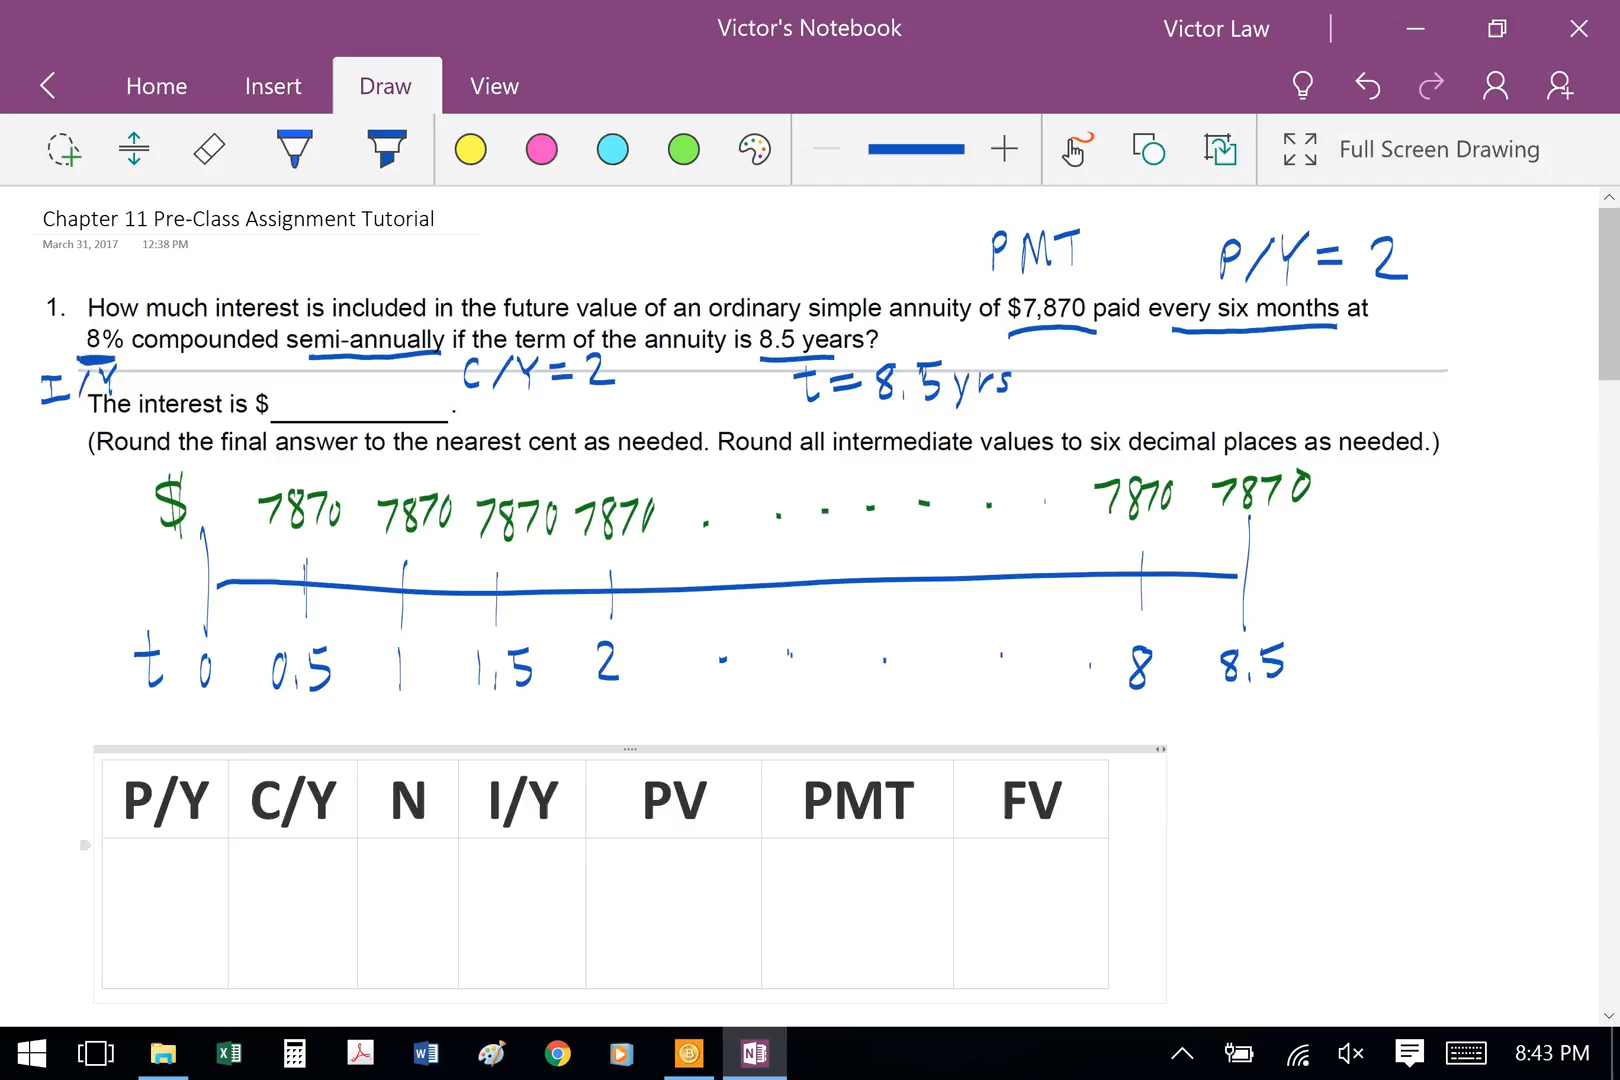 Victor's Notebook
Victor Law
Home Insert Draw View
Full Screen Drawing
Chapter 11 Pre-Class Assignment Tutorial
March 31, 2017 12:38 PM
PMT P/Y = 2
1. How much interest is included in the future value of an ordinary simple annuity of $7,870 paid every six months at
8% compounded semi-annually if the term of the annuity is 8.5 years?
I/Y C/Y = 2 t = 8.5 yrs
The interest is $ .
(Round the final answer to the nearest cent as needed. Round all intermediate values to six decimal places as needed.)
$ 7870 7870 7870 7870 . . . . . . 7870 7870
t 0 0.5 1 1.5 2 . . . . . 8 8.5
P/Y C/Y N I/Y PV PMT FV
8:43 PM